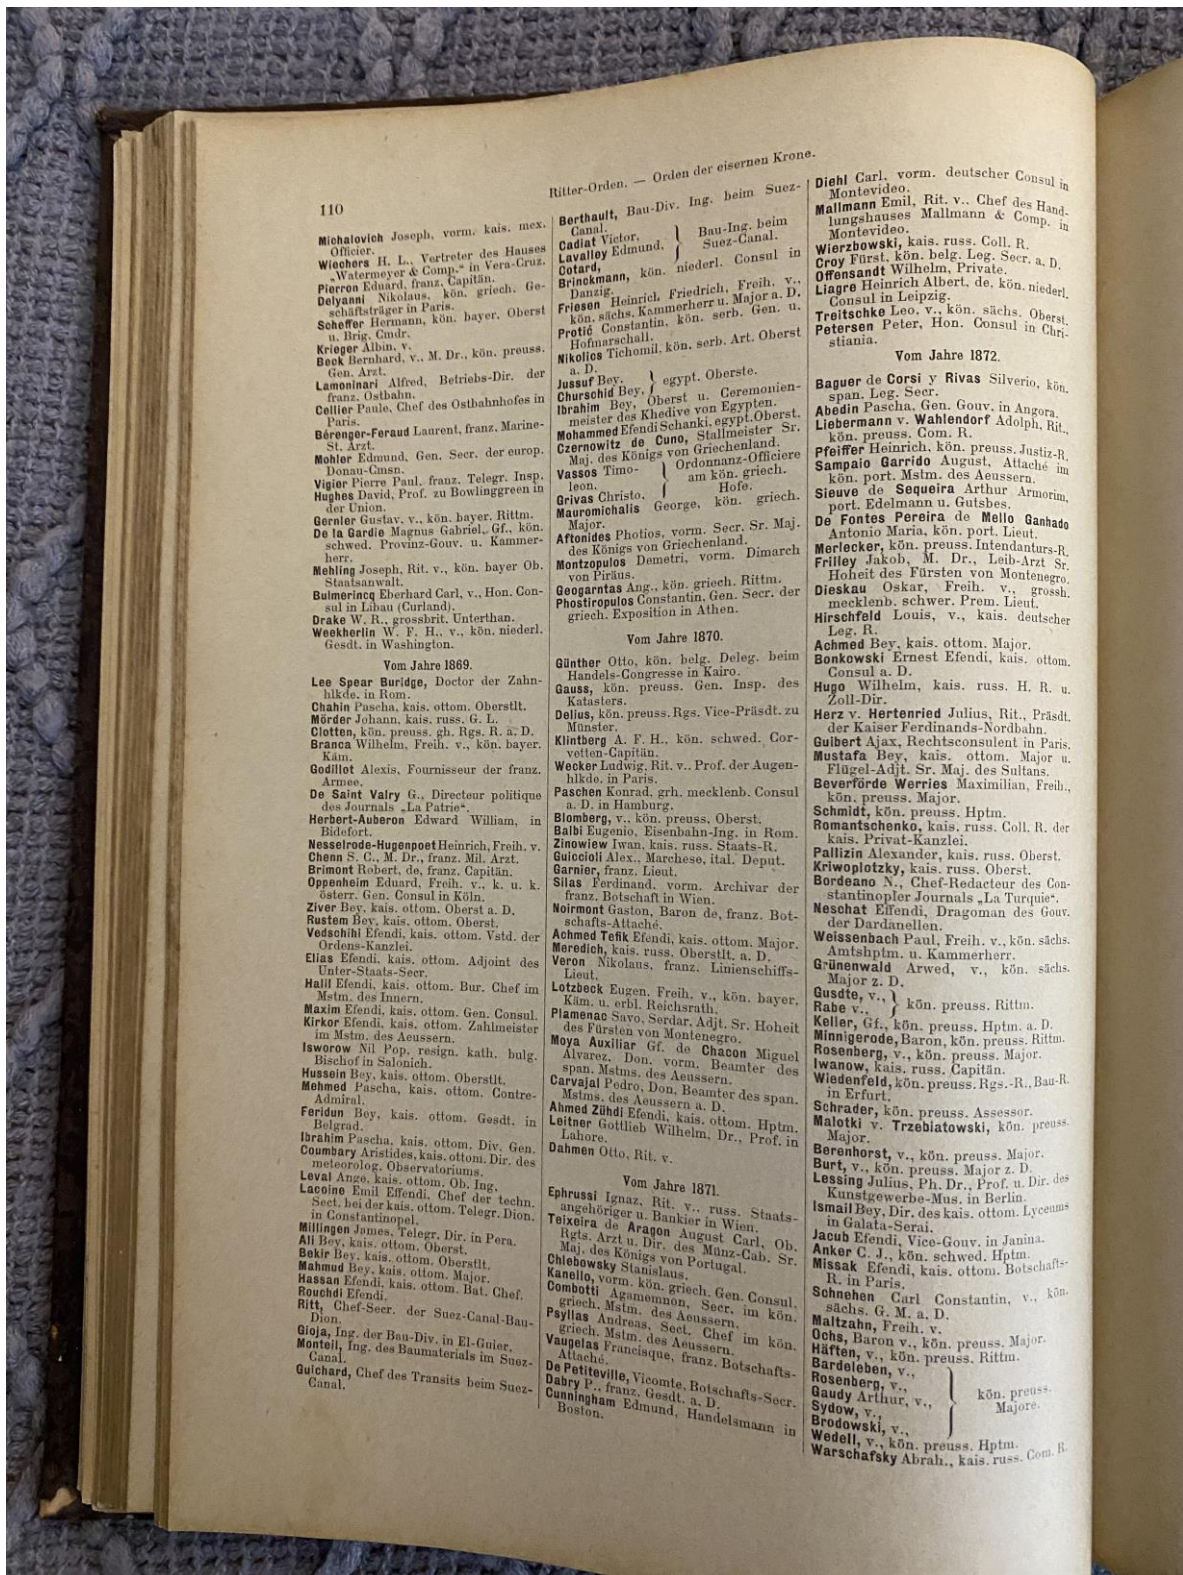 110
Ritter-Orden. — Orden der eisernen Krone.
Michalovich Joseph, vorm. kais. mex.
Officier.
Wiechers H. L., Vertreter des Hauses
„Watermeyer & Comp.“ in Vera-Cruz.
Pierron Eduard, franz. Capitän.
Delyanni Nikolaus, kön. griech. Ge-
schäftsträger in Paris.
Scheffer Hermann, kön. bayer. Oberst
u. Brig. Cmdr.
Krieger Albin, v.
Beck Bernhard, v., M. Dr., kön. preuss.
Gen. Arzt.
Lamoninari Alfred, Betriebs-Dir. der
franz. Ostbahn.
Cellier Paule, Chef des Ostbahnhofes in
Paris.
Bérenger-Feraud Laurent, franz. Marine-
St. Arzt.
Mohler Edmund, Gen. Secr. der europ.
Donau-Cmsn.
Vigier Pierre Paul, franz. Telegr. Insp.
Hughes David, Prof. zu Bowlinggreen in
der Union.
Gernler Gustav, v., kön. bayer. Rittm.
De la Gardie Magnus Gabriel, Gf., kön.
schwed. Provinz-Gouv. u. Kammer-
herr.
Mehling Joseph, Rit. v., kön. bayer Ob.
Staatsanwalt.
Bulmerincq Eberhard Carl, v., Hon. Con-
sul in Libau (Curland).
Drake W. R., grossbrit. Unterthan.
Weekherlin W. F. H., v., kön. niederl.
Gesdt. in Washington.
Vom Jahre 1869.
Lee Spear Buridge, Doctor der Zahn-
hlkde. in Rom.
Chahin Pascha, kais. ottom. Oberstlt.
Mörder Johann, kais. russ. G. L.
Clotten, kön. preuss. gh. Rgs. R. a. D.
Branca Wilhelm, Freih. v., kön. bayer.
Käm.
Godillot Alexis, Fournisseur der franz.
Armee.
De Saint Valry G., Directeur politique
des Journals „La Patrie“.
Herbert-Auberon Edward William, in
Bidefort.
Nesselrode-Hugenpoet Heinrich, Freih. v.
Chenn S. C., M. Dr., franz. Mil. Arzt.
Brimont Robert, de, franz. Capitän.
Oppenheim Eduard, Freih. v., k. u. k.
österr. Gen. Consul in Köln.
Ziver Bey, kais. ottom. Oberst a. D.
Rustem Bey, kais. ottom. Oberst.
Vedschihi Efendi, kais. ottom. Vstd. der
Ordens-Kanzlei.
Elias Efendi, kais. ottom. Adjoint des
Unter-Staats-Secr.
Halil Efendi, kais. ottom. Bur. Chef im
Mstm. des Innern.
Maxim Efendi, kais. ottom. Gen. Consul.
Kirkor Efendi, kais. ottom. Zahlmeister
im Mstm. des Aeussern.
Isworow Nil Pop, resign. kath. bulg.
Bischof in Salonich.
Hussein Bey, kais. ottom. Oberstlt.
Mehmed Pascha, kais. ottom. Contre-
Admiral.
Feridun Bey, kais. ottom. Gesdt. in
Belgrad.
Ibrahim Pascha, kais. ottom. Div. Gen.
Coumbary Aristides, kais. ottom. Dir. des
meteorolog. Observatoriums.
Leval Ange, kais. ottom. Ob. Ing.
Lacoine Emil Effendi, Chef der techn.
Sect. bei der kais. ottom. Telegr. Dion.
in Constantinopel.
Millingen James, Telegr. Dir. in Pera.
Ali Bey, kais. ottom. Oberst.
Bekir Bey, kais. ottom. Oberstlt.
Mahmud Bey, kais. ottom. Major.
Hassan Efendi, kais. ottom. Bat. Chef.
Rouchdi Efendi.
Ritt, Chef-Secr. der Suez-Canal-Bau-
Dion.
Gioja, Ing. der Bau-Div. in El-Guier.
Monteil, Ing. des Baumaterials im Suez-
Canal.
Guichard, Chef des Transits beim Suez-
Canal.
Berthault, Bau-Div. Ing. beim Suez-
Canal.
Cadiat Victor,
Lavalley Edmund,
Cotard,
Bau-Ing. beim
Suez-Canal.
Brinckmann, kön. niederl. Consul in
Danzig.
Friesen Heinrich Friedrich, Freih. v.,
kön. sächs. Kammerherr u. Major a. D.
Protić Constantin, kön. serb. Gen. u.
Hofmarschall.
Nikolics Tichomil, kön. serb. Art. Oberst
a. D.
Jussuf Bey,
Churschid Bey,
egypt. Oberste.
Ibrahim Bey, Oberst u. Ceremonien-
meister des Khedive von Egypten.
Mohammed Efendi Schanki, egypt. Oberst.
Czernowitz de Cuno, Stallmeister Sr.
Maj. des Königs von Griechenland.
Vassos Timo-
leon,
Grivas Christo,
Ordonnanz-Officiere
am kön. griech.
Hofe.
Mauromichalis George, kön. griech.
Major.
Aftonides Photios, vorm. Secr. Sr. Maj.
des Königs von Griechenland.
Montzopulos Demetri, vorm. Dimarch
von Piräus.
Geogarntas Ang., kön. griech. Rittm.
Phostiropulos Constantin, Gen. Secr. der
griech. Exposition in Athen.
Vom Jahre 1870.
Günther Otto, kön. belg. Deleg. beim
Handels-Congresse in Kairo.
Gauss, kön. preuss. Gen. Insp. des
Katasters.
Delius, kön. preuss. Rgs. Vice-Präsdt. zu
Münster.
Klintberg A. F. H., kön. schwed. Cor-
vetten-Capitän.
Wecker Ludwig, Rit. v.. Prof. der Augen-
hlkde. in Paris.
Paschen Konrad, grh. mecklenb. Consul
a. D. in Hamburg.
Blomberg, v., kön. preuss. Oberst.
Balbi Eugenio, Eisenbahn-Ing. in Rom.
Zinowiew Iwan, kais. russ. Staats-R.
Guiccioli Alex., Marchese, ital. Deput.
Garnier, franz. Lieut.
Silas Ferdinand, vorm. Archivar der
franz. Botschaft in Wien.
Noirmont Gaston, Baron de, franz. Bot-
schafts-Attaché.
Achmed Tefik Efendi, kais. ottom. Major.
Meredich, kais. russ. Oberstlt. a. D.
Veron Nikolaus, franz. Linienschiffs-
Lieut.
Lotzbeck Eugen, Freih. v., kön. bayer.
Käm. u. erbl. Reichsrath.
Plamenac Savo, Serdar, Adjt. Sr. Hoheit
des Fürsten von Montenegro.
Moya Auxiliar Gf. de Chacon Miguel
Alvarez, Don, vorm. Beamter des
span. Mstms. des Aeussern.
Carvajal Pedro, Don, Beamter des span.
Mstms. des Aeussern a. D.
Ahmed Zühdi Efendi, kais. ottom. Hptm.
Leitner Gottlieb Wilhelm, Dr., Prof. in
Lahore.
Dahmen Otto, Rit. v.
Vom Jahre 1871.
Ephrussi Ignaz, Rit. v., russ. Staats-
angehöriger u. Bankier in Wien.
Teixeira de Aragon August Carl, Ob.
Rgts. Arzt u. Dir. des Münz-Cab. Sr.
Maj. des Königs von Portugal.
Chlebowsky Stanislaus.
Kanello, vorm. kön. griech. Gen. Consul.
Combotti Agamemnon, Secr. im kön.
griech. Mstm. des Aeussern.
Psyllas Andreas, Sect. Chef im kön.
griech. Mstm. des Aeussern.
Vaugelas Francisque, franz. Botschafts-
Attaché.
De Petiteville, Vicomte, Botschafts-Secr.
Dabry P., franz. Gesdt. a. D.
Cunningham Edmund, Handelsmann in
Boston.
Diehl Carl, vorm. deutscher Consul in
Montevideo.
Mallmann Emil, Rit. v.. Chef des Hand-
lungshauses Mallmann & Comp. in
Montevideo.
Wierzbowski, kais. russ. Coll. R.
Croy Fürst, kön. belg. Leg. Secr. a. D.
Offensandt Wilhelm, Private.
Liagre Heinrich Albert, de, kön. niederl.
Consul in Leipzig.
Treitschke Leo, v., kön. sächs. Oberst.
Petersen Peter, Hon. Consul in Chri-
stiania.
Vom Jahre 1872.
Baguer de Corsi y Rivas Silverio, kön.
span. Leg. Secr.
Abedin Pascha, Gen. Gouv. in Angora.
Liebermann v. Wahlendorf Adolph, Rit.,
kön. preuss. Com. R.
Pfeiffer Heinrich, kön. preuss. Justiz-R.
Sampaio Garrido August, Attaché im
kön. port. Mstm. des Aeussern.
Sieuve de Sequeira Arthur Armorim,
port. Edelmann u. Gutsbes.
De Fontes Pereira de Mello Ganhado
Antonio Maria, kön. port. Lieut.
Merlecker, kön. preuss. Intendanturs-R.
Frilley Jakob, M. Dr., Leib-Arzt Sr.
Hoheit des Fürsten von Montenegro.
Dieskau Oskar, Freih. v., grossh.
mecklenb. schwer. Prem. Lieut.
Hirschfeld Louis, v., kais. deutscher
Leg. R.
Achmed Bey, kais. ottom. Major.
Bonkowski Ernest Efendi, kais. ottom.
Consul a. D.
Hugo Wilhelm, kais. russ. H. R. u.
Zoll-Dir.
Herz v. Hertenried Julius, Rit., Präsdt.
der Kaiser Ferdinands-Nordbahn.
Guibert Ajax, Rechtsconsulent in Paris.
Mustafa Bey, kais. ottom. Major u.
Flügel-Adjt. Sr. Maj. des Sultans.
Beverförde Werries Maximilian, Freih.,
kön. preuss. Major.
Schmidt, kön. preuss. Hptm.
Romantschenko, kais. russ. Coll. R. der
kais. Privat-Kanzlei.
Pallizin Alexander, kais. russ. Oberst.
Kriwoplotzky, kais. russ. Oberst.
Bordeano N., Chef-Redacteur des Con-
stantinopler Journals „La Turquie“.
Neschat Effendi, Dragoman des Gouv.
der Dardanellen.
Weissenbach Paul, Freih. v., kön. sächs.
Amtshptm. u. Kammerherr.
Grünenwald Arwed, v., kön. sächs.
Major z. D.
Gusdte, v.,
Rabe v.,
kön. preuss. Rittm.
Keller, Gf., kön. preuss. Hptm. a. D.
Minnigerode, Baron, kön. preuss. Rittm.
Rosenberg, v., kön. preuss. Major.
Iwanow, kais. russ. Capitän.
Wiedenfeld, kön. preuss. Rgs.-R., Bau-R.
in Erfurt.
Schrader, kön. preuss. Assessor.
Malotki v. Trzebiatowski, kön. preuss.
Major.
Berenhorst, v., kön. preuss. Major.
Burt, v., kön. preuss. Major z. D.
Lessing Julius, Ph. Dr., Prof. u. Dir. des
Kunstgewerbe-Mus. in Berlin.
Ismail Bey, Dir. des kais. ottom. Lyceums
in Galata-Serai.
Jacub Efendi, Vice-Gouv. in Janina.
Anker C. J., kön. schwed. Hptm.
Missak Efendi, kais. ottom. Botschafts-
R. in Paris.
Schnehen Carl Constantin, v., kön.
sächs. G. M. a. D.
Maltzahn, Freih. v.
Ochs, Baron v., kön. preuss. Major.
Häften, v., kön. preuss. Rittm.
Bardeleben, v.,
Rosenberg, v.,
Gaudy Arthur, v.,
Sydow, v.,
Brodowski, v.,
kön. preuss.
Majore.
Wedell, v., kön. preuss. Hptm.
Warschafsky Abrah., kais. russ. Com. R.